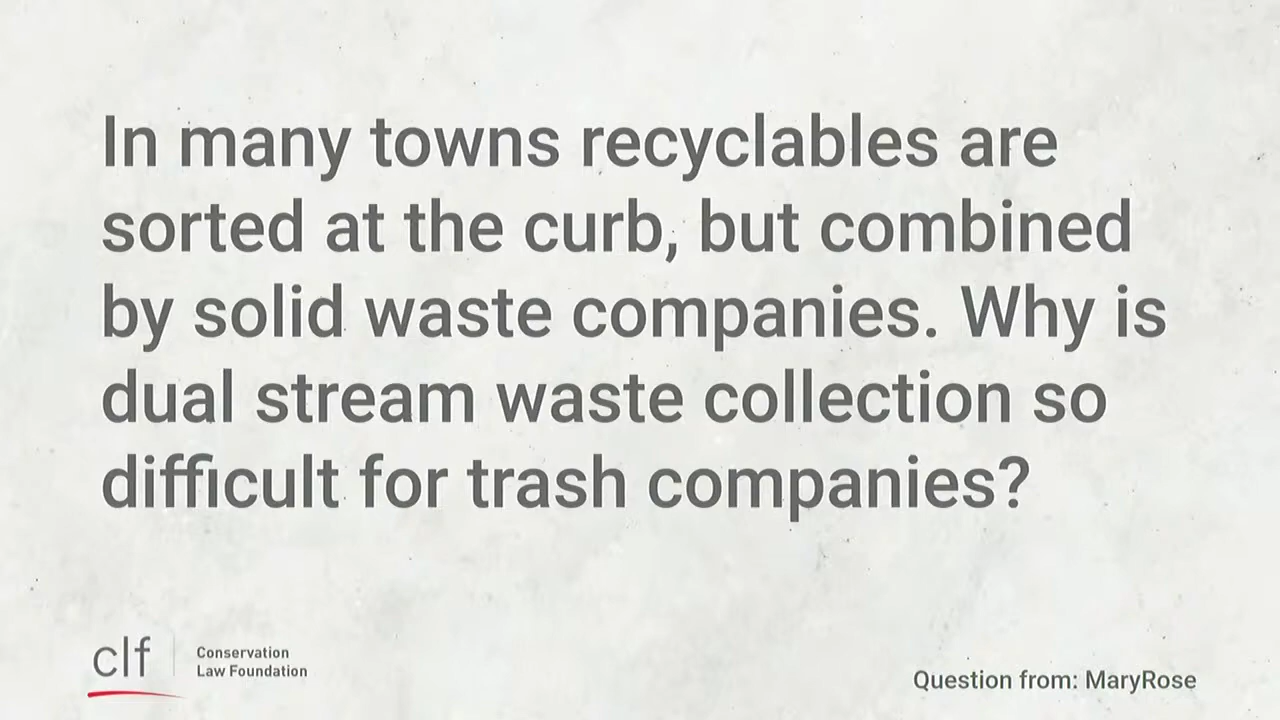 In many towns recyclables are
sorted at the curb, but combined
by solid waste companies. Why is
dual stream waste collection so
difficult for trash companies?
clf
Conservation
Law Foundation
Question from: MaryRose